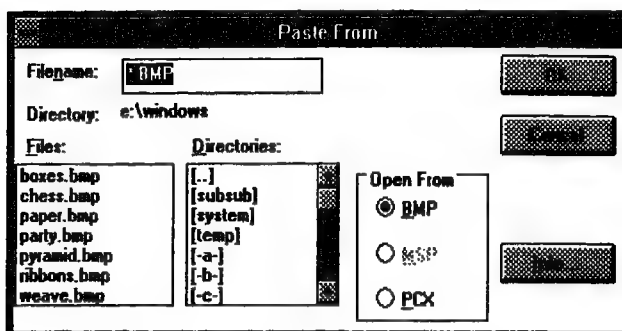 Paste From
Filename: *.BMP
Directory: e:\windows
Files:
boxes.bmp
chess.bmp
paper.bmp
party.bmp
pyramid.bmp
ribbons.bmp
weave.bmp
Directories:
[..]
[subsub]
[system]
[temp]
[-a-]
[-b-]
[-c-]
Open From
BMP
MSP
PCX
Cancel